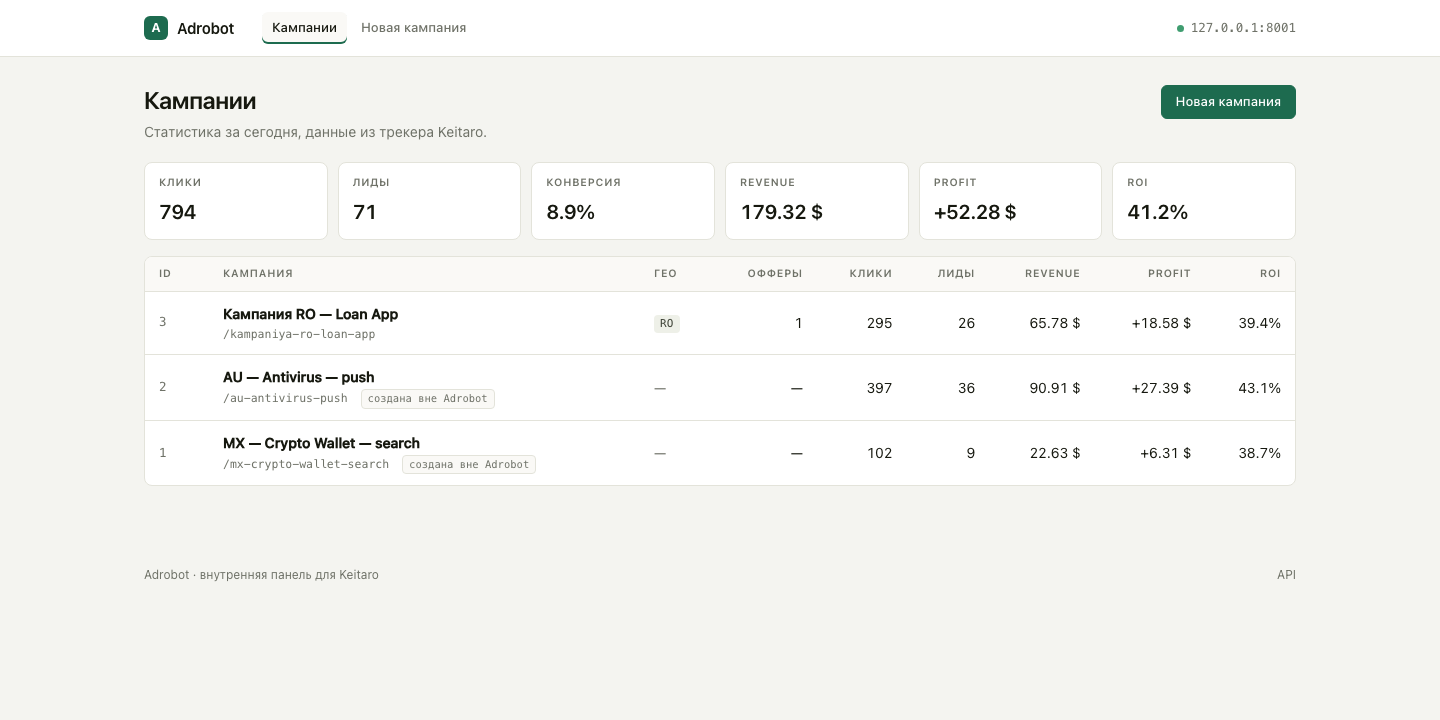 A Adrobot Кампании Новая кампания 127.0.0.1:8001
Кампании Новая кампания
Статистика за сегодня, данные из трекера Keitaro.
КЛИКИ ЛИДЫ КОНВЕРСИЯ REVENUE PROFIT ROI
794 71 8.9% 179.32 $ +52.28 $ 41.2%
ID КАМПАНИЯ ГЕО ОФФЕРЫ КЛИКИ ЛИДЫ REVENUE PROFIT ROI
3 Кампания RO — Loan App RO 1 295 26 65.78 $ +18.58 $ 39.4%
/kampaniya-ro-loan-app
2 AU — Antivirus — push — — 397 36 90.91 $ +27.39 $ 43.1%
/au-antivirus-push создана вне Adrobot
1 MX — Crypto Wallet — search — — 102 9 22.63 $ +6.31 $ 38.7%
/mx-crypto-wallet-search создана вне Adrobot
Adrobot · внутренняя панель для Keitaro API